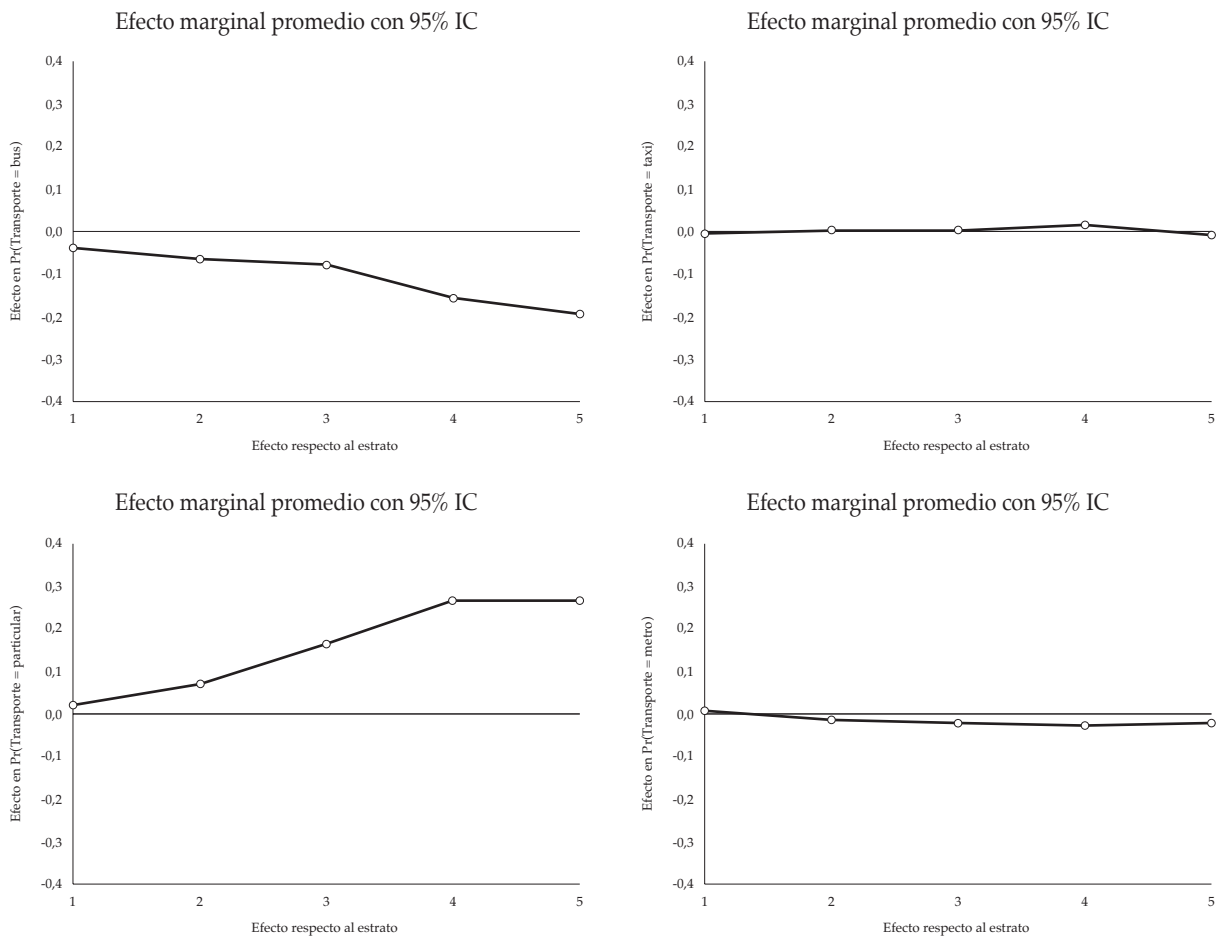 Efecto marginal promedio con 95% IC
Efecto en Pr(Transporte = bus)
0,4
0,3
0,2
0,1
0,0
-0,1
-0,2
-0,3
-0,4
1 2 3 4 5
Efecto respecto al estrato
Efecto marginal promedio con 95% IC
Efecto en Pr(Transporte = taxi)
0,4
0,3
0,2
0,1
0,0
-0,1
-0,2
-0,3
-0,4
1 2 3 4 5
Efecto respecto al estrato
Efecto marginal promedio con 95% IC
Efecto en Pr(Transporte = particular)
0,4
0,3
0,2
0,1
0,0
-0,1
-0,2
-0,3
-0,4
1 2 3 4 5
Efecto respecto al estrato
Efecto marginal promedio con 95% IC
Efecto en Pr(Transporte = metro)
0,4
0,3
0,2
0,1
0,0
-0,1
-0,2
-0,3
-0,4
1 2 3 4 5
Efecto respecto al estrato